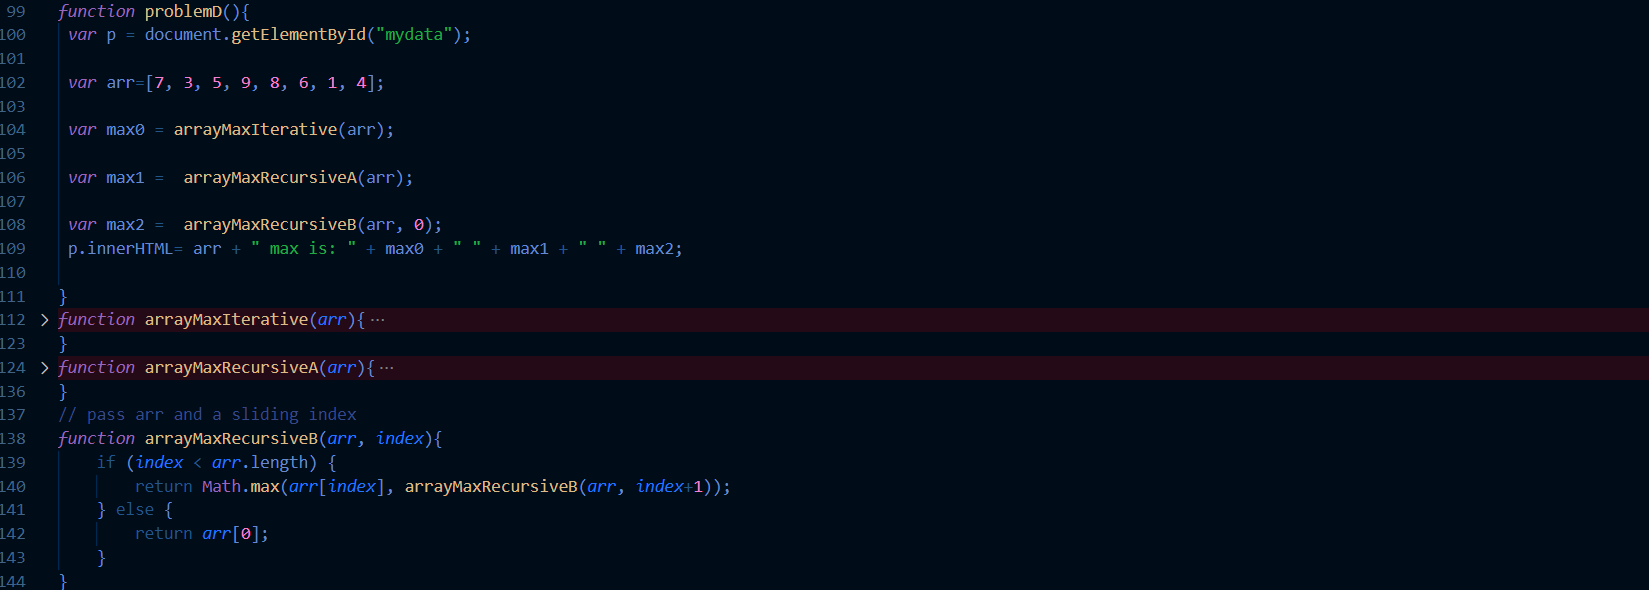 99 function problemD(){
100 var p = document.getElementById("mydata");
101
102 var arr=[7, 3, 5, 9, 8, 6, 1, 4];
103
104 var max0 = arrayMaxIterative(arr);
105
106 var max1 =  arrayMaxRecursiveA(arr);
107
108 var max2 =  arrayMaxRecursiveB(arr, 0);
109 p.innerHTML= arr + " max is: " + max0 + " " + max1 + " " + max2;
110
111 }
112 function arrayMaxIterative(arr){ ···
123 }
124 function arrayMaxRecursiveA(arr){ ···
136 }
137 // pass arr and a sliding index
138 function arrayMaxRecursiveB(arr, index){
139 if (index < arr.length) {
140 return Math.max(arr[index], arrayMaxRecursiveB(arr, index+1));
141 } else {
142 return arr[0];
143 }
144 }